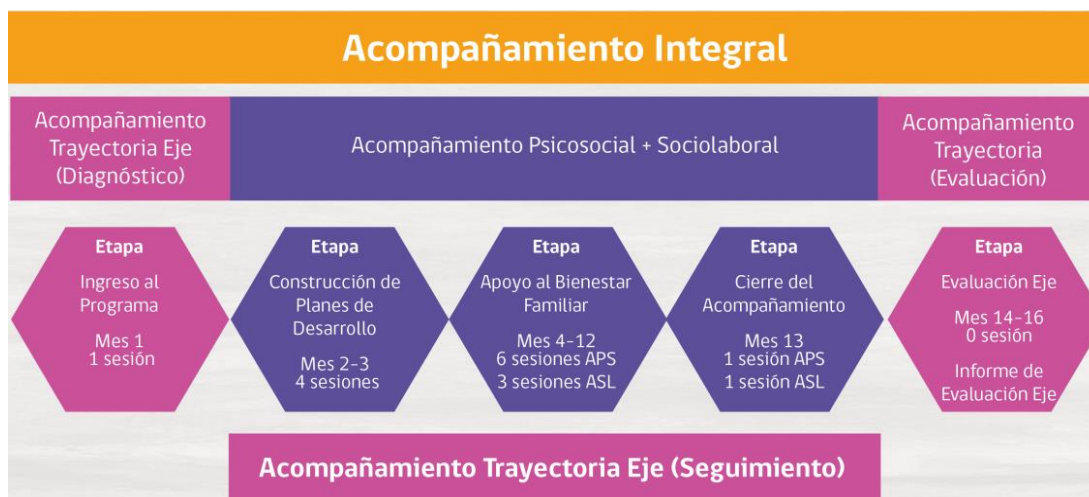 Acompañamiento Integral
Acompañamiento
Trayectoria Eje
(Diagnóstico)
Acompañamiento Psicosocial + Sociolaboral
Acompañamiento
Trayectoria
(Evaluación)
Etapa
Ingreso al
Programa
Mes 1
1 sesión
Etapa
Construcción de
Planes de
Desarrollo
Mes 2-3
4 sesiones
Etapa
Apoyo al Bienestar
Familiar
Mes 4-12
6 sesiones APS
3 sesiones ASL
Etapa
Cierre del
Acompañamiento
Mes 13
1 sesión APS
1 sesión ASL
Etapa
Evaluación Eje
Mes 14-16
0 sesión
Informe de
Evaluación Eje
Acompañamiento Trayectoria Eje (Seguimiento)